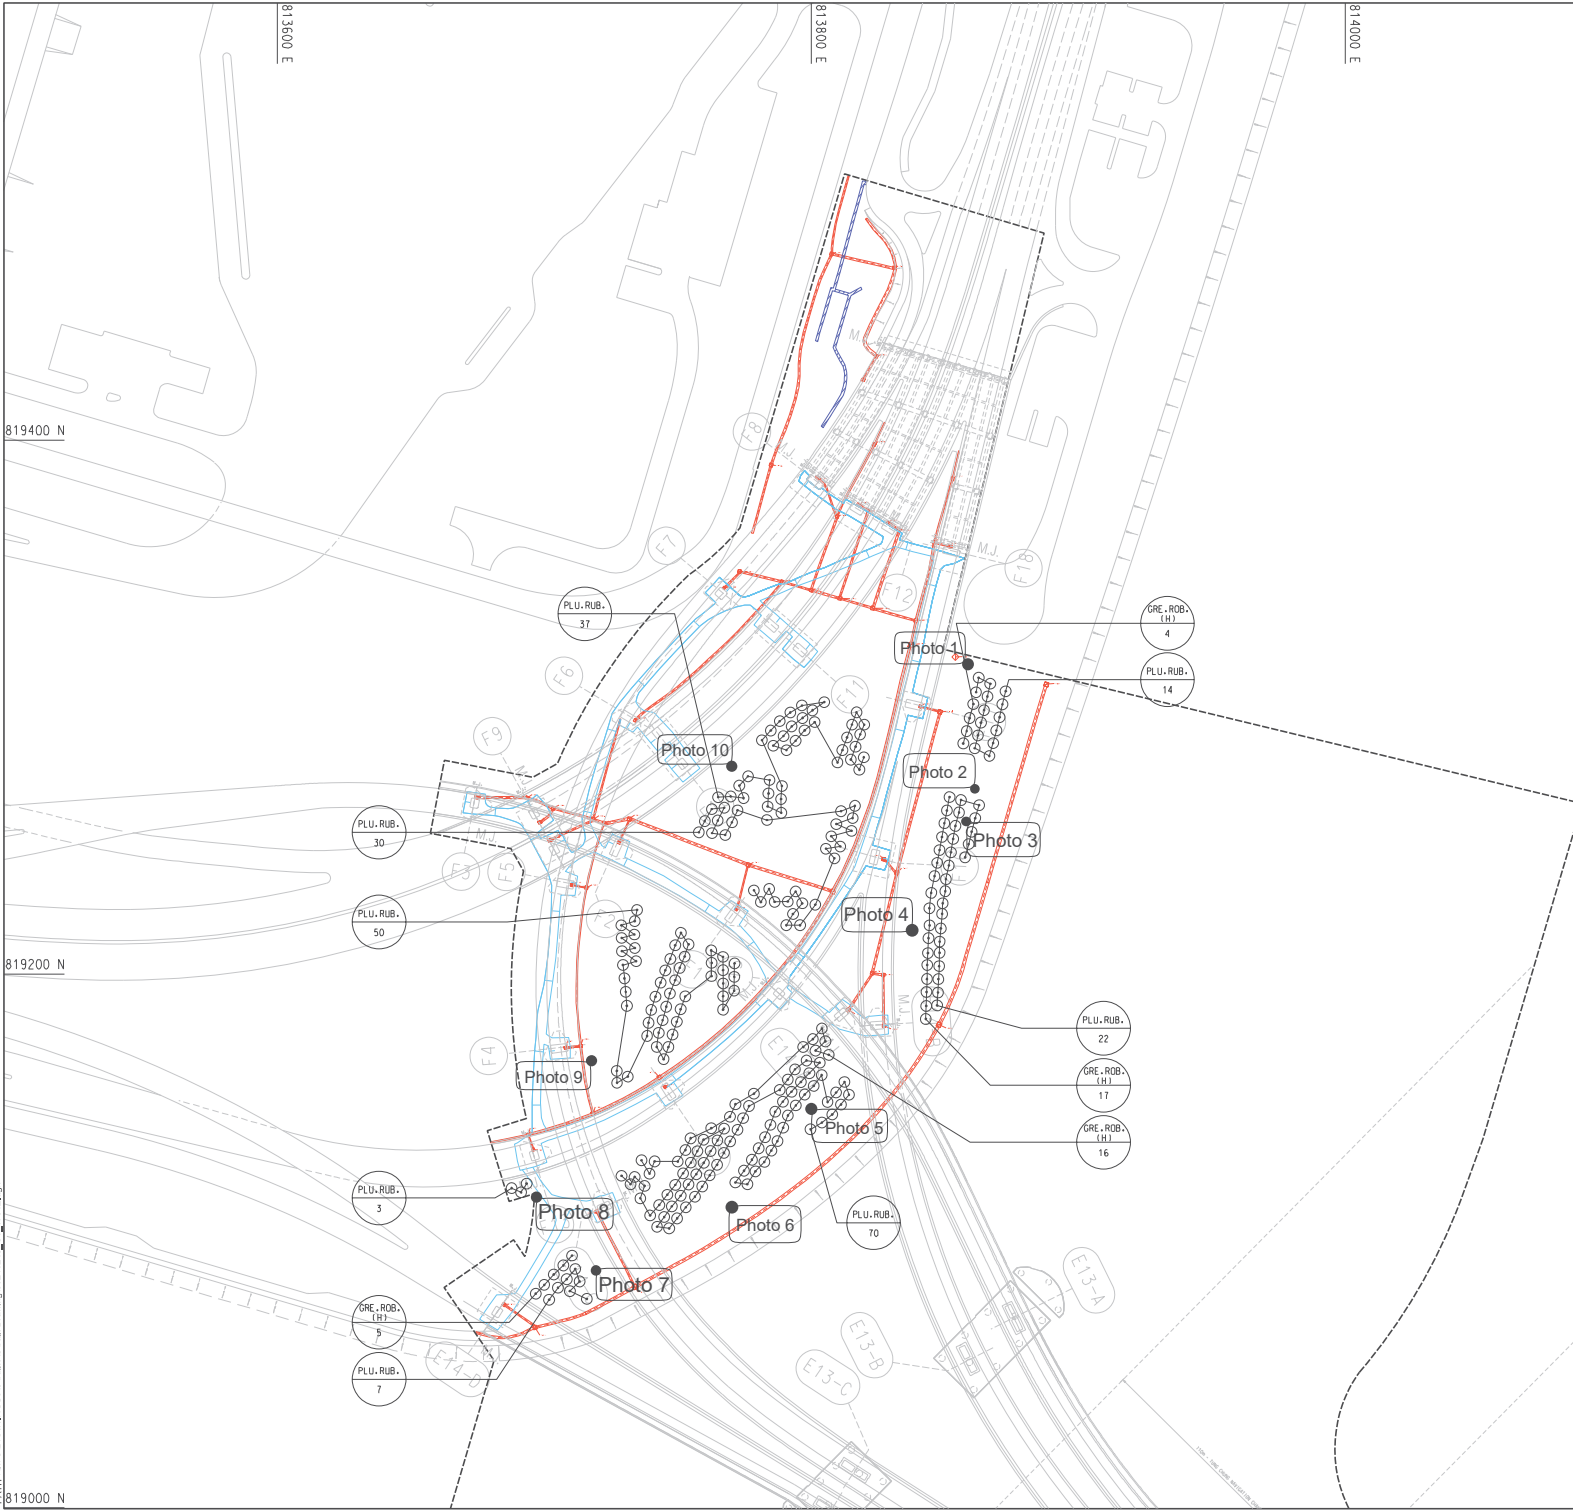 813600 E
813800 E
814000 E
819400 N
819200 N
819000 N
M.J.
F8
M.J.
F7
M.J.
F18
F12
PLU.RUB.
37
GRE.ROB.
(H)
4
Photo 1
PLU.RUB.
14
F6
F11
F9
Photo 10
Photo 2
M.J.
PLU.RUB.
30
M.J.
Photo 3
F3
F5
PLU.RUB.
50
F2
Photo 4
F1
M.J.
M.J.
PLU.RUB.
22
F4
E14
Photo 9
GRE.ROB.
(H)
17
Photo 5
GRE.ROB.
(H)
16
PLU.RUB.
3
Photo 8
Photo 6
PLU.RUB.
70
Photo 7
E13-A
GRE.ROB.
(H)
5
E13-B
E14-D
E13-C
PLU.RUB.
7